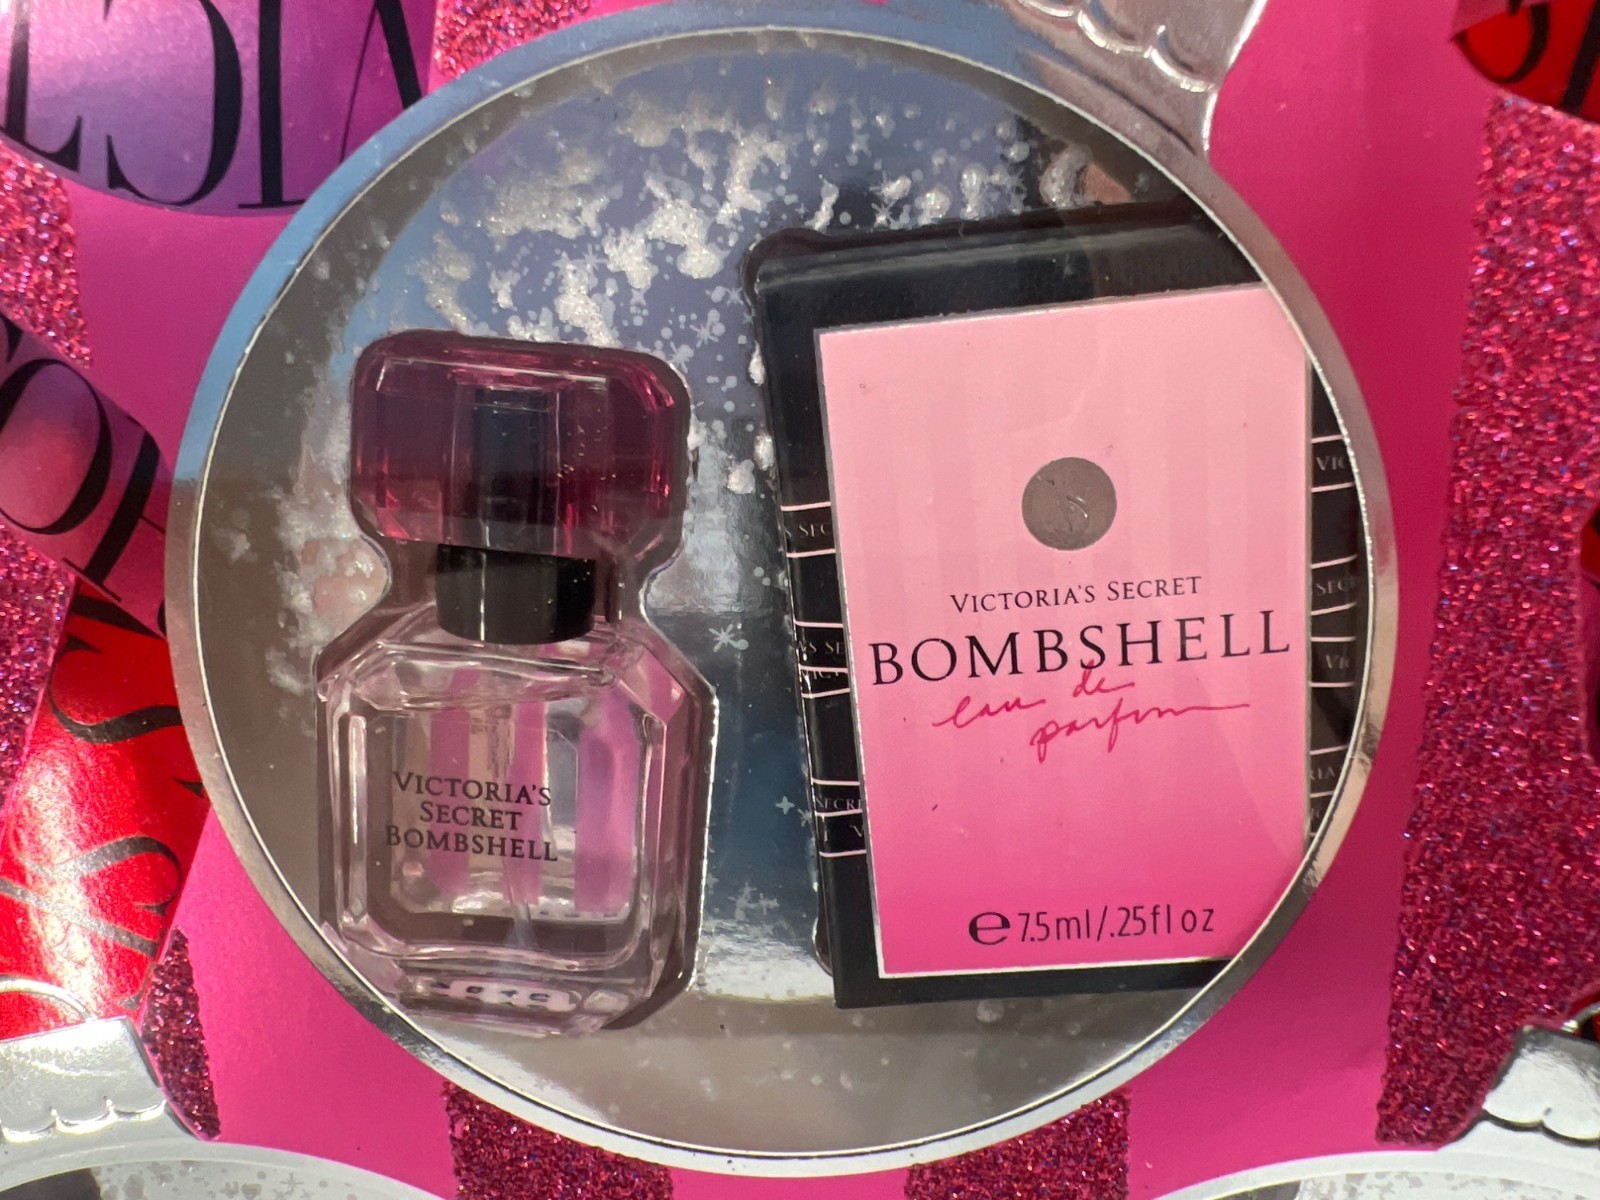 VICTORIA'S
SECRET
BOMBSHELL
VICTORIA'S SECRET
BOMBSHELL
eau de
parfum
℮ 7.5ml/.25fl oz